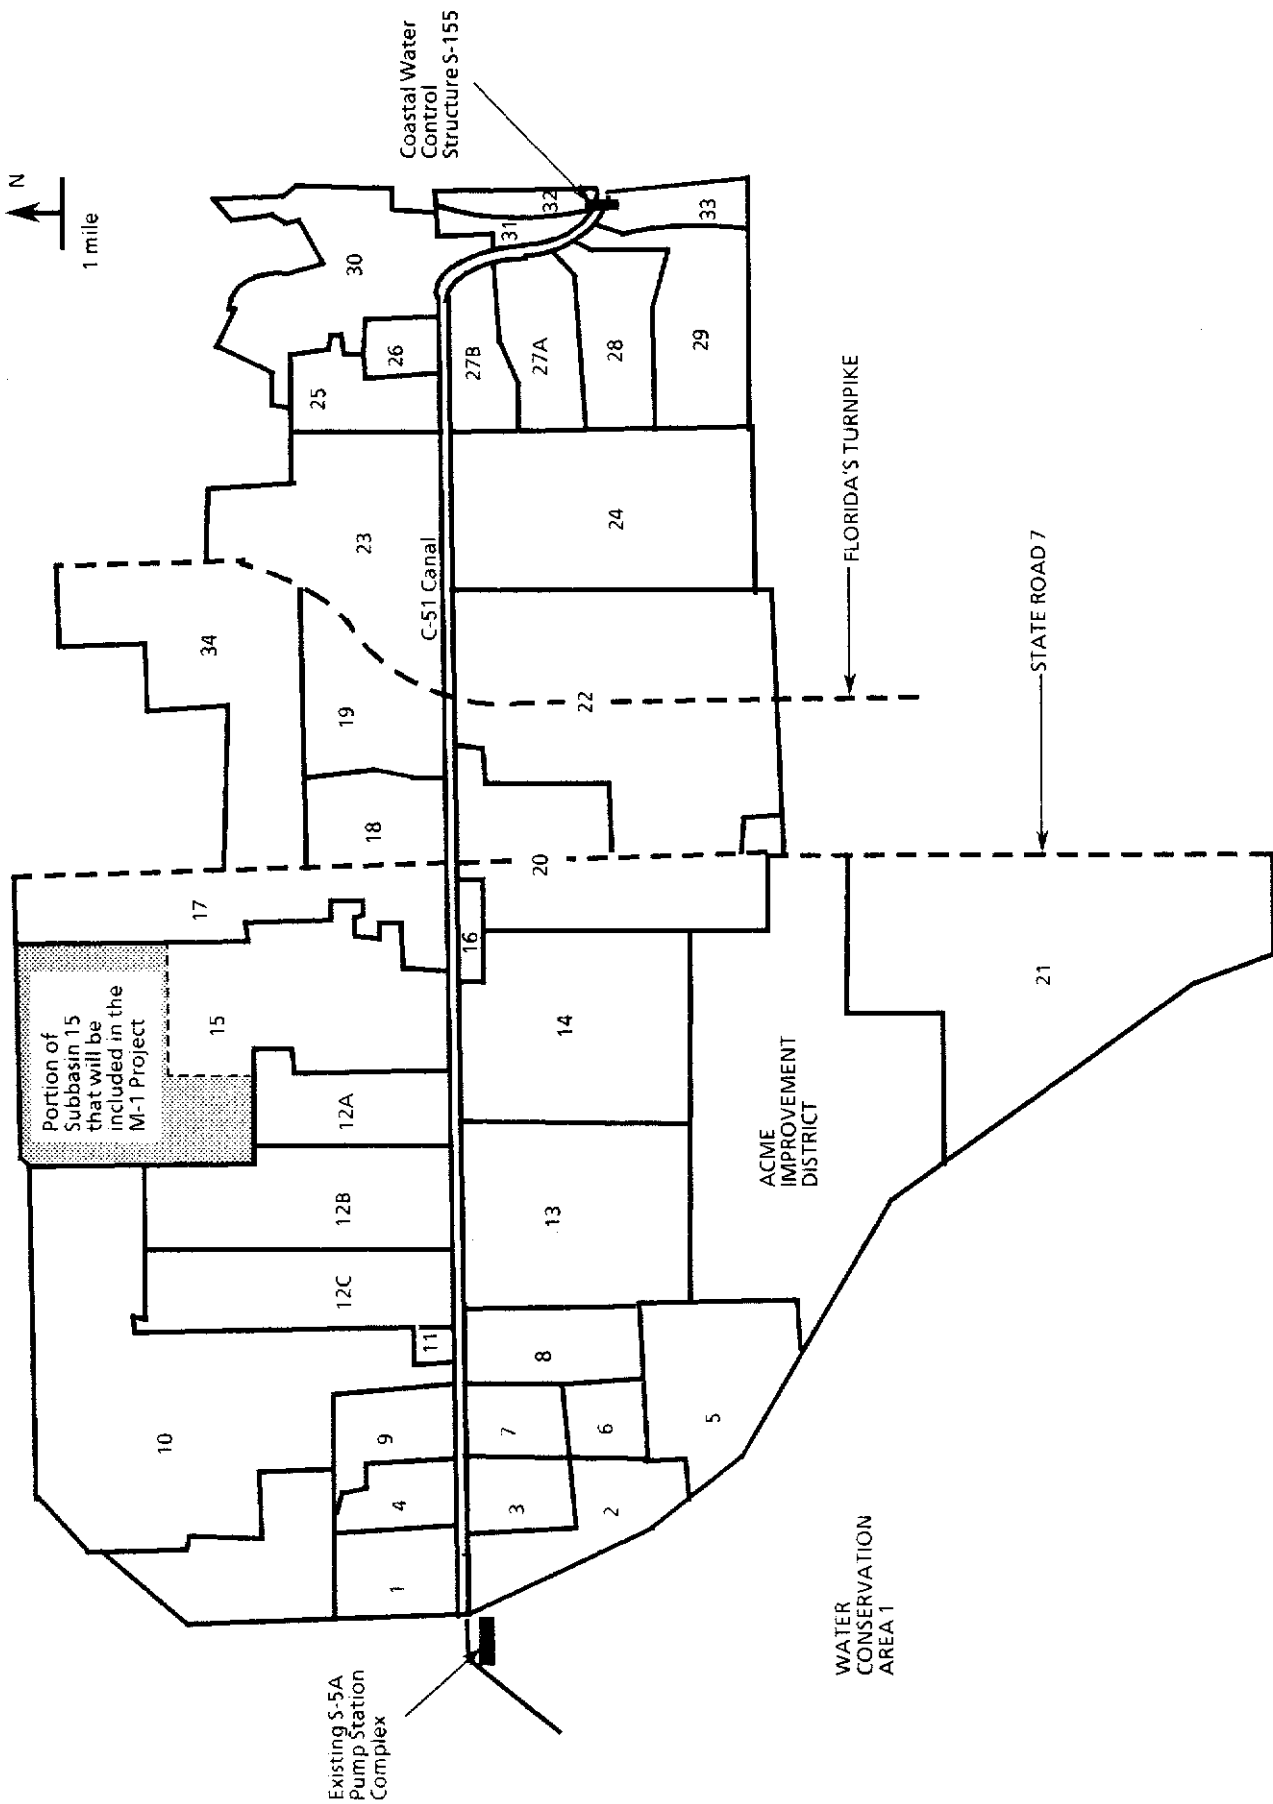 N
1 mile
Coastal Water
Control
Structure S-155
Portion of
Subbasin 15
that will be
included in the
M-1 Project
17
34
30
10
15
23
25
26
12C
12B
12A
18
19
1
4
9
11
C-51 Canal
16
31
32
3
7
8
13
14
20
22
24
27B
27A
28
29
33
2
6
5
Existing S-5A
Pump Station
Complex
ACME
IMPROVEMENT
DISTRICT
21
FLORIDA'S TURNPIKE
STATE ROAD 7
WATER
CONSERVATION
AREA 1